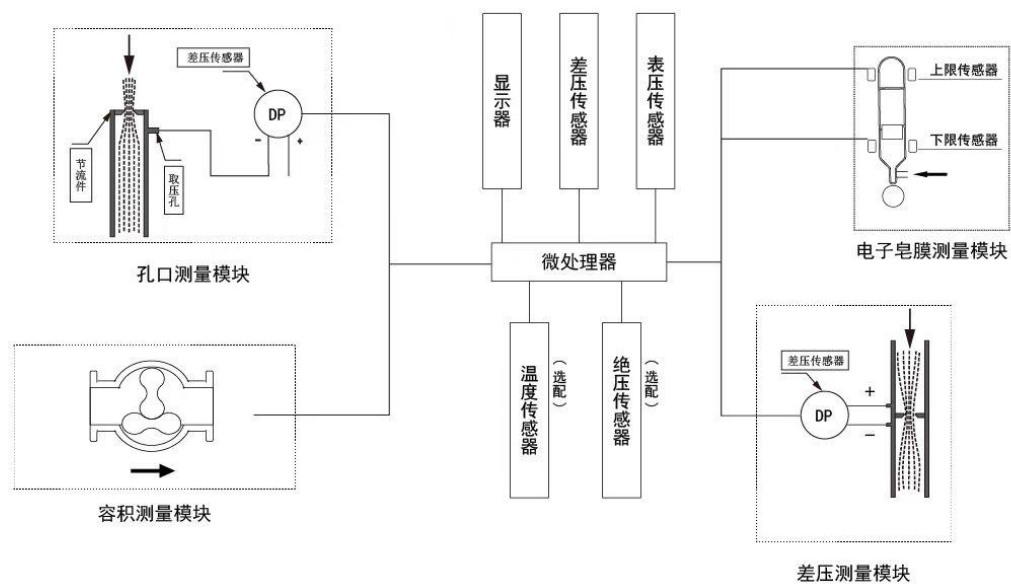 差压传感器
DP
－
+
节流件
取压孔
孔口测量模块
容积测量模块
显示器
差压传感器
表压传感器
微处理器
温度传感器
（选配）
绝压传感器
（选配）
上限传感器
下限传感器
电子皂膜测量模块
差压传感器
DP
+
－
差压测量模块